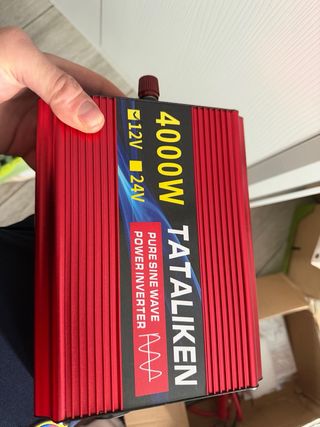 4000W
☑12V ☐24V
TATALIKEN
PURE SINE WAVE
POWER INVERTER